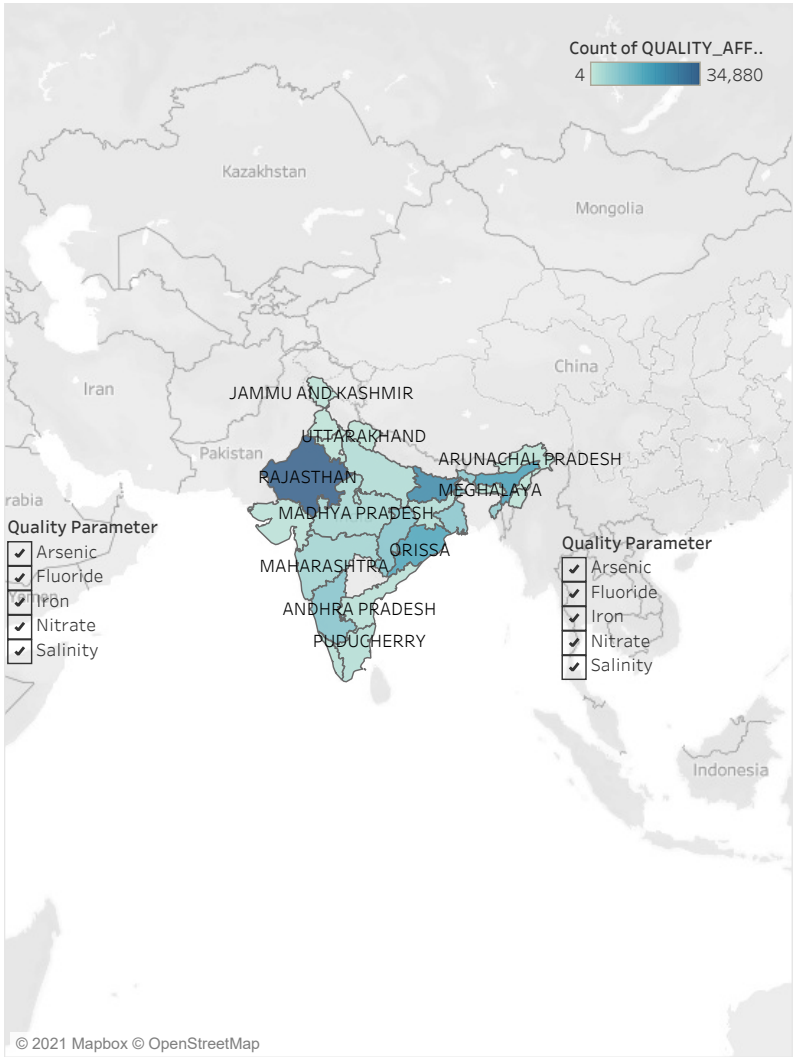 Count of QUALITY_AFF..
4 34,880
Kazakhstan
Mongolia
China
Iran
JAMMU AND KASHMIR
UTTARAKHAND
Pakistan
ARUNACHAL PRADESH
RAJASTHAN
MEGHALAYA
rabia
MADHYA PRADESH
Quality Parameter
Arsenic
Fluoride
Iron
Nitrate
Salinity
Yemen
ORISSA
MAHARASHTRA
ANDHRA PRADESH
PUDUCHERRY
Quality Parameter
Arsenic
Fluoride
Iron
Nitrate
Salinity
Indonesia
© 2021 Mapbox © OpenStreetMap